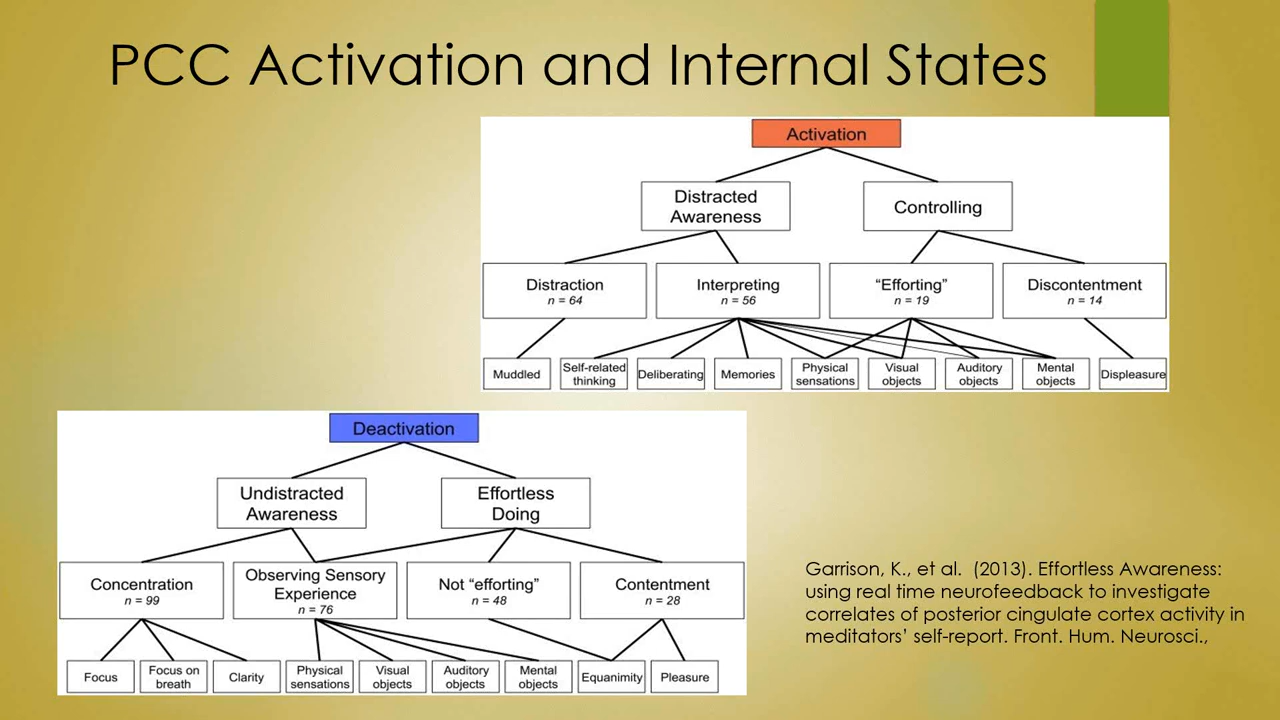 PCC Activation and Internal States
Activation
Distracted
Awareness
Controlling
Distraction
n = 64
Interpreting
n = 56
“Efforting”
n = 19
Discontentment
n = 14
Muddled
Self-related
thinking
Deliberating
Memories
Physical
sensations
Visual
objects
Auditory
objects
Mental
objects
Displeasure
Deactivation
Undistracted
Awareness
Effortless
Doing
Concentration
n = 99
Observing Sensory
Experience
n = 76
Not “efforting”
n = 48
Contentment
n = 28
Focus
Focus on
breath
Clarity
Physical
sensations
Visual
objects
Auditory
objects
Mental
objects
Equanimity
Pleasure
Garrison, K., et al. (2013). Effortless Awareness:
using real time neurofeedback to investigate
correlates of posterior cingulate cortex activity in
meditators’ self-report. Front. Hum. Neurosci.,